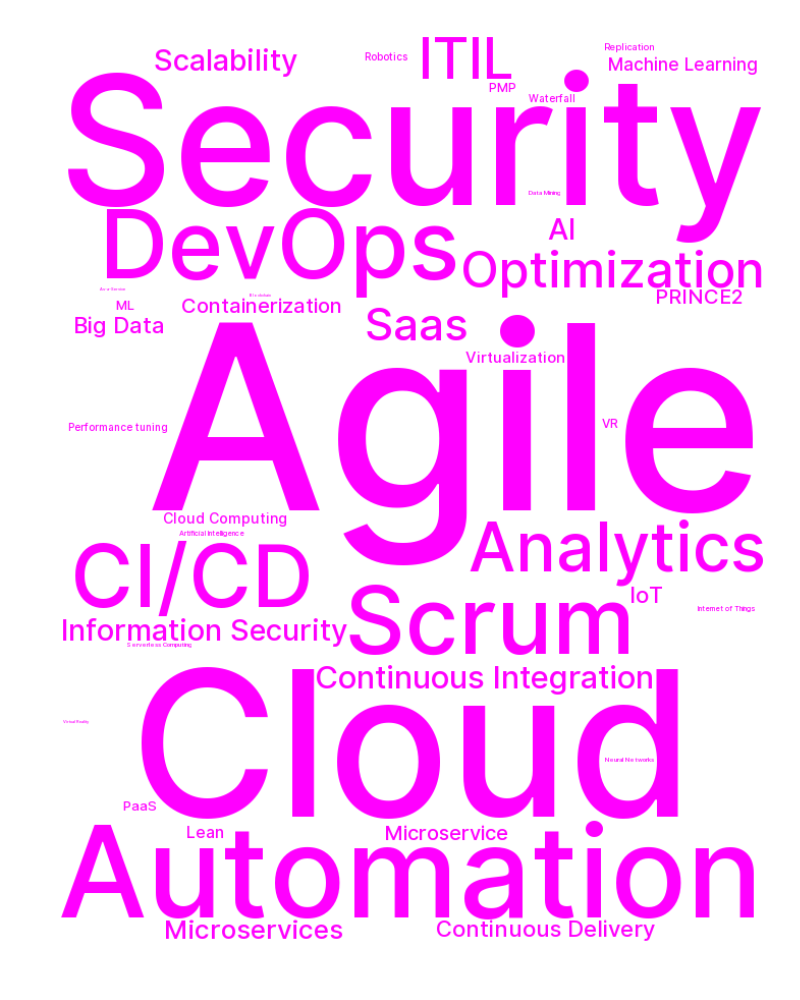 Scalability
Robotics
ITIL
Replication
Machine Learning
PMP
Waterfall
Security
Data Mining
DevOps
AI
Optimization
PRINCE2
ML
Containerization
Big Data
Saas
Virtualization
Agile
VR
Performance tuning
Cloud Computing
Artificial Intelligence
Analytics
CI/CD
Scrum
IoT
Internet of Things
Information Security
Serverless Computing
Continuous Integration
Cloud
Virtual Reality
Neural Networks
PaaS
Automation
Lean
Microservice
Microservices
Continuous Delivery